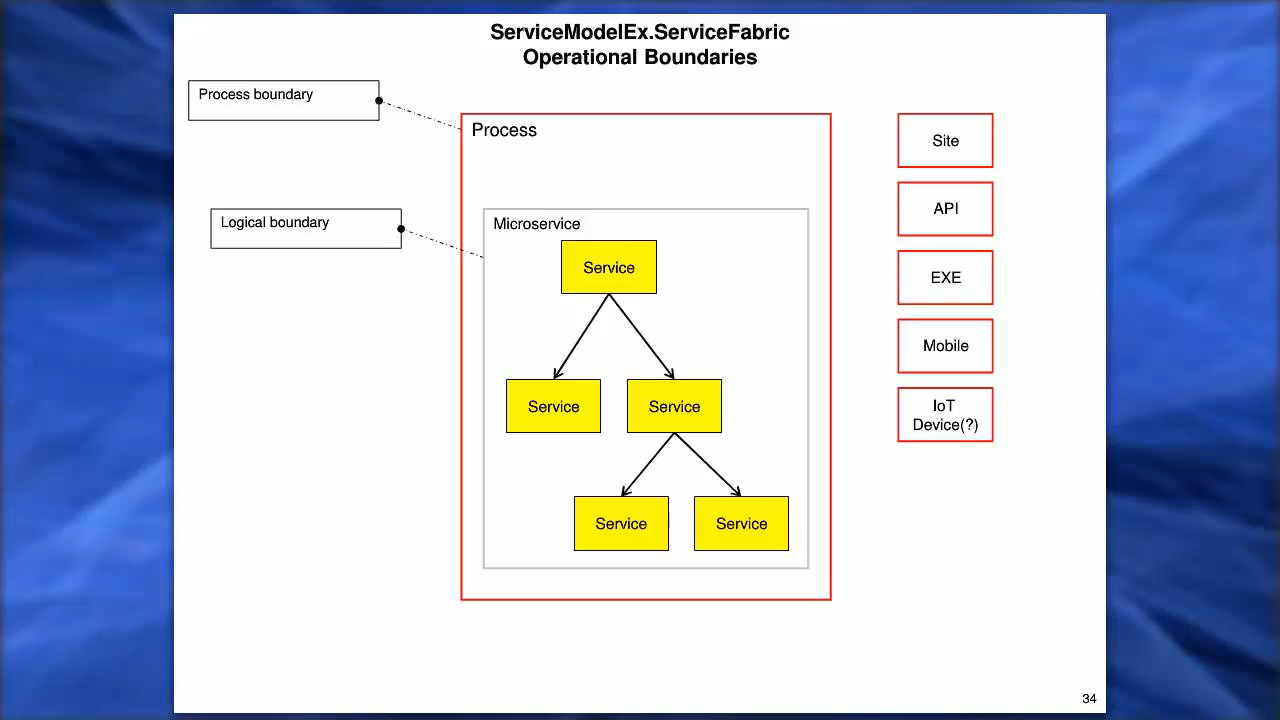 ServiceModelEx.ServiceFabric
Operational Boundaries
Process boundary
Process
Logical boundary
Microservice
Service
Service
Service
Service
Service
Site
API
EXE
Mobile
IoT
Device(?)
34